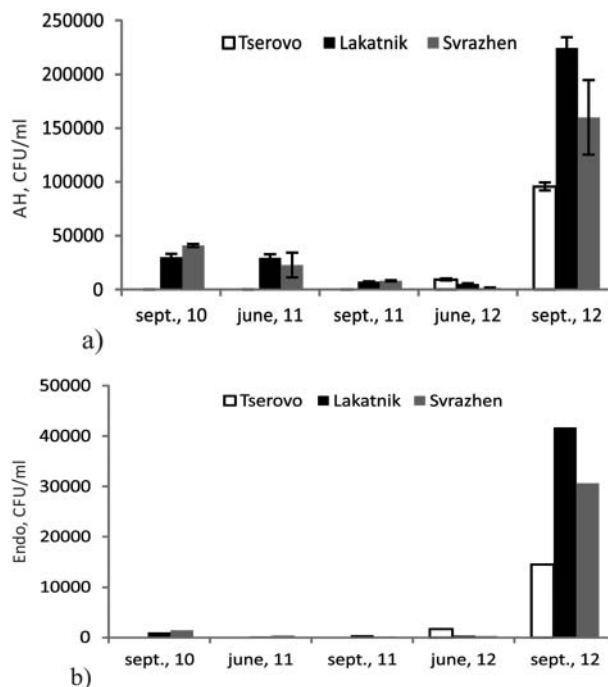 250000
Tserovo Lakatnik Svrazhen
200000
150000
100000
50000
0
AH, CFU/ml
sept., 10 june, 11 sept., 11 june, 12 sept., 12
a)
50000
Tserovo Lakatnik Svrazhen
40000
30000
20000
10000
0
Endo, CFU/ml
sept., 10 june, 11 sept., 11 june, 12 sept., 12
b)